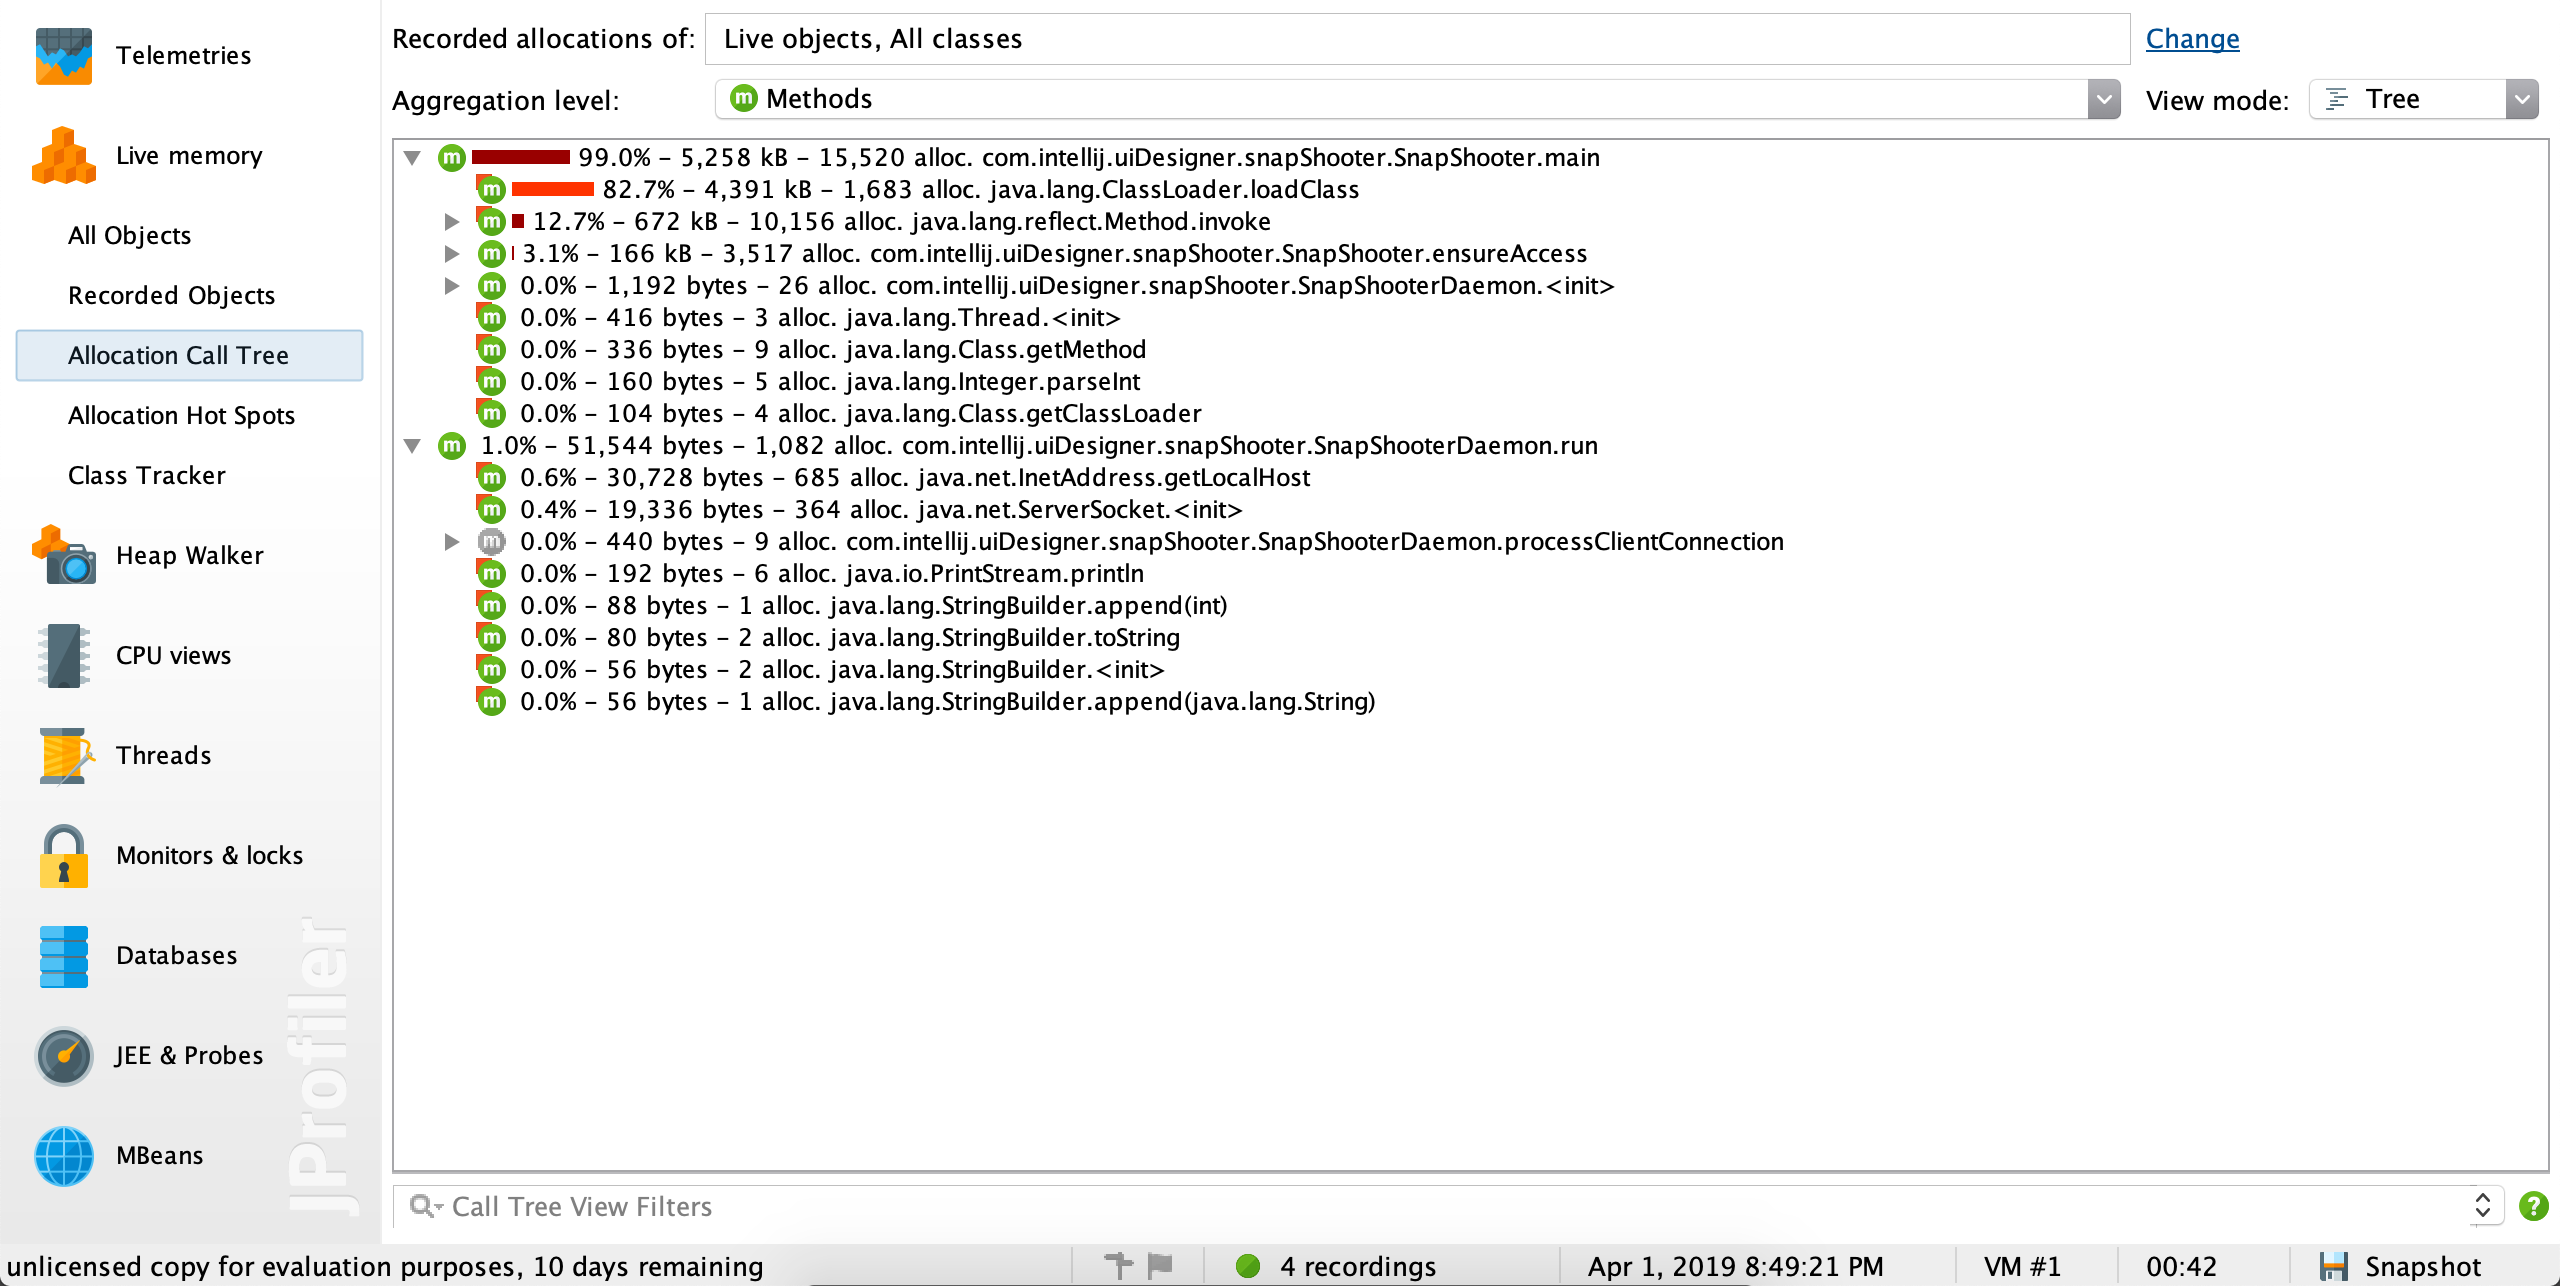 Telemetries
Live memory
All Objects
Recorded Objects
Allocation Call Tree
Allocation Hot Spots
Class Tracker
Heap Walker
CPU views
Threads
Monitors & locks
Databases
JEE & Probes
MBeans
JProfiler
Recorded allocations of: Live objects, All classes Change
Aggregation level: m Methods View mode: Tree
m 99.0% – 5,258 kB – 15,520 alloc. com.intellij.uiDesigner.snapShooter.SnapShooter.main
m 82.7% – 4,391 kB – 1,683 alloc. java.lang.ClassLoader.loadClass
m 12.7% – 672 kB – 10,156 alloc. java.lang.reflect.Method.invoke
m 3.1% – 166 kB – 3,517 alloc. com.intellij.uiDesigner.snapShooter.SnapShooter.ensureAccess
m 0.0% – 1,192 bytes – 26 alloc. com.intellij.uiDesigner.snapShooter.SnapShooterDaemon.<init>
m 0.0% – 416 bytes – 3 alloc. java.lang.Thread.<init>
m 0.0% – 336 bytes – 9 alloc. java.lang.Class.getMethod
m 0.0% – 160 bytes – 5 alloc. java.lang.Integer.parseInt
m 0.0% – 104 bytes – 4 alloc. java.lang.Class.getClassLoader
m 1.0% – 51,544 bytes – 1,082 alloc. com.intellij.uiDesigner.snapShooter.SnapShooterDaemon.run
m 0.6% – 30,728 bytes – 685 alloc. java.net.InetAddress.getLocalHost
m 0.4% – 19,336 bytes – 364 alloc. java.net.ServerSocket.<init>
m 0.0% – 440 bytes – 9 alloc. com.intellij.uiDesigner.snapShooter.SnapShooterDaemon.processClientConnection
m 0.0% – 192 bytes – 6 alloc. java.io.PrintStream.println
m 0.0% – 88 bytes – 1 alloc. java.lang.StringBuilder.append(int)
m 0.0% – 80 bytes – 2 alloc. java.lang.StringBuilder.toString
m 0.0% – 56 bytes – 2 alloc. java.lang.StringBuilder.<init>
m 0.0% – 56 bytes – 1 alloc. java.lang.StringBuilder.append(java.lang.String)
Call Tree View Filters ?
unlicensed copy for evaluation purposes, 10 days remaining 4 recordings Apr 1, 2019 8:49:21 PM VM #1 00:42 Snapshot